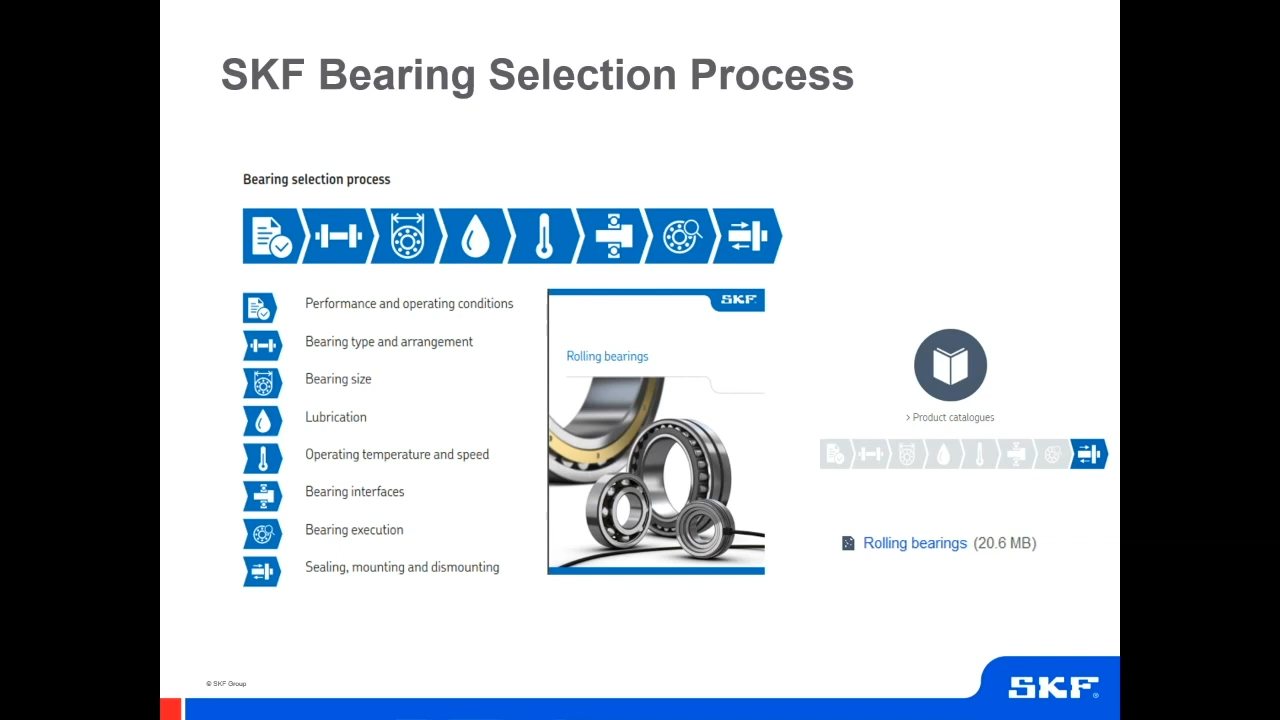 SKF Bearing Selection Process
Bearing selection process
Performance and operating conditions
Bearing type and arrangement
Bearing size
Lubrication
Operating temperature and speed
Bearing interfaces
Bearing execution
Sealing, mounting and dismounting
SKF
Rolling bearings
> Product catalogues
Rolling bearings (20.6 MB)
© SKF Group
SKF®